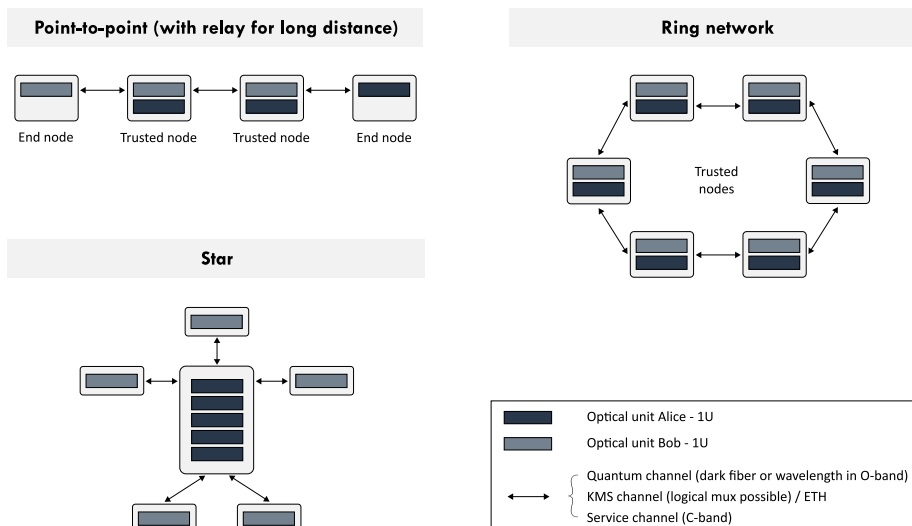 Point-to-point (with relay for long distance)
End node
Trusted node
Trusted node
End node
Ring network
Trusted
nodes
Star
Optical unit Alice - 1U
Optical unit Bob - 1U
Quantum channel (dark fiber or wavelength in O-band)
KMS channel (logical mux possible) / ETH
Service channel (C-band)